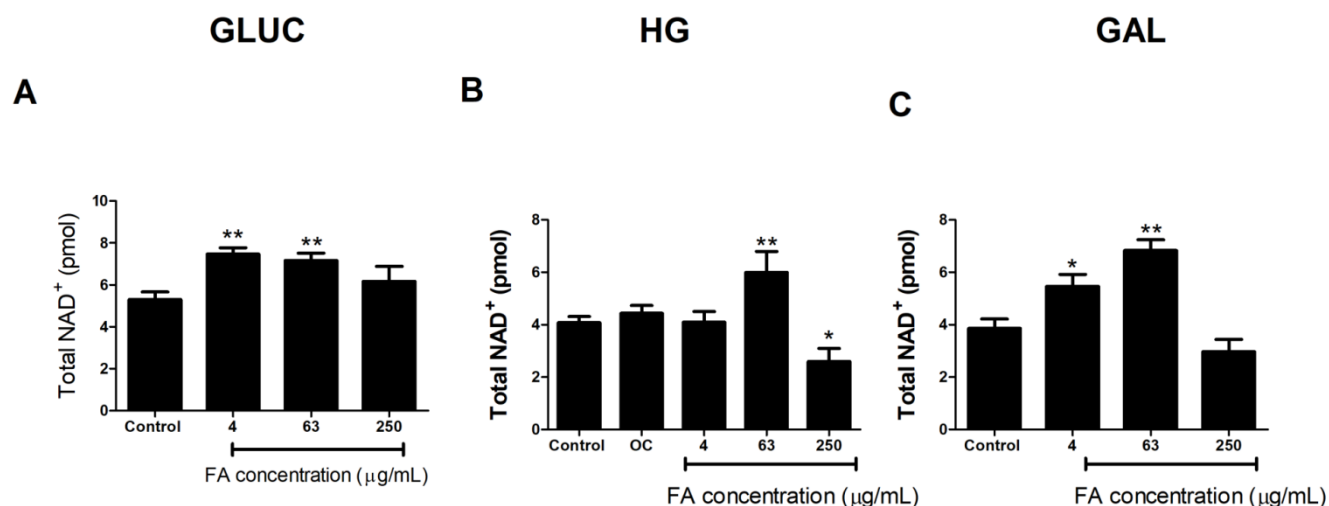 GLUC
HG
GAL
A
B
C
Total NAD⁺ (pmol)
10
8
6
4
2
0
**
**
Control
4
63
250
FA concentration (μg/mL)
Total NAD⁺ (pmol)
8
6
4
2
0
**
*
Control
OC
4
63
250
FA concentration (μg/mL)
Total NAD⁺ (pmol)
8
6
4
2
0
*
**
Control
4
63
250
FA concentration (μg/mL)